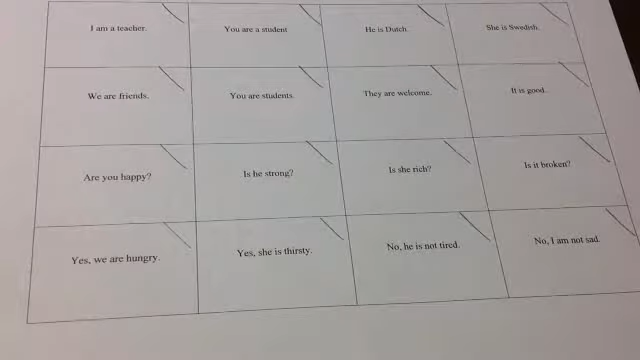 I am a teacher.
You are a student
He is Dutch.
She is Swedish.
We are friends.
You are students.
They are welcome.
It is good.
Are you happy?
Is he strong?
Is she rich?
Is it broken?
Yes, we are hungry.
Yes, she is thirsty.
No, he is not tired.
No, I am not sad.